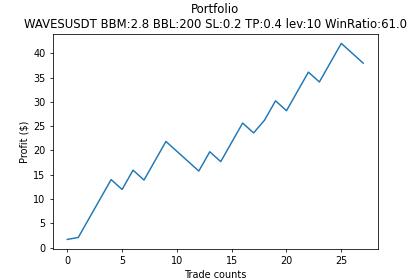 Portfolio
WAVESUSDT BBM:2.8 BBL:200 SL:0.2 TP:0.4 lev:10 WinRatio:61.0
40
35
30
25
20
15
10
5
0
Profit ($)
0 5 10 15 20 25
Trade counts